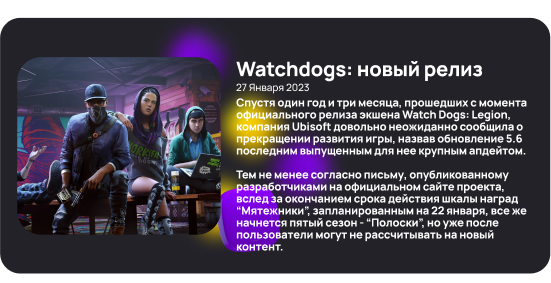 Watchdogs: новый релиз
27 Января 2023
Спустя один год и три месяца, прошедших с момента
официального релиза экшена Watch Dogs: Legion,
компания Ubisoft довольно неожиданно сообщила о
прекращении развития игры, назвав обновление 5.6
последним выпущенным для нее крупным апдейтом.
Тем не менее согласно письму, опубликованному
разработчиками на официальном сайте проекта,
вслед за окончанием срока действия шкалы наград
“Мятежники”, запланированным на 22 января, все же
начнется пятый сезон - “Полоски”, но уже после
пользователи могут не рассчитывать на новый
контент.